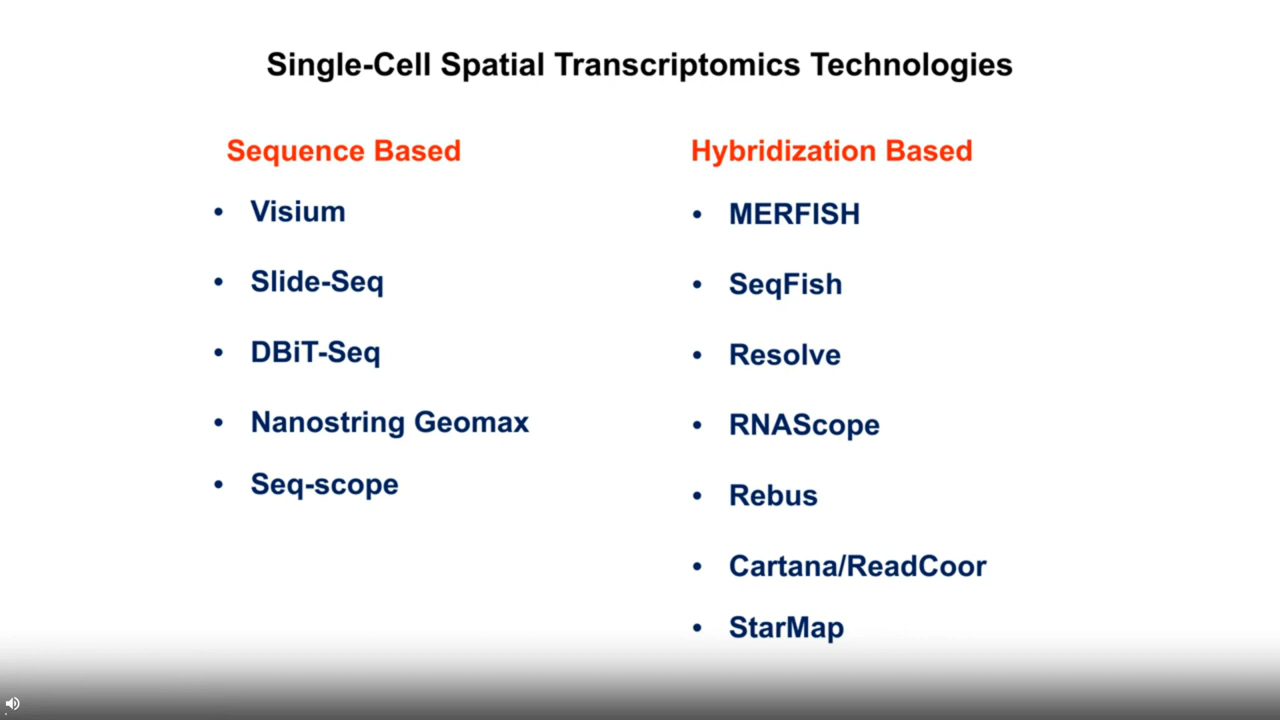 Single-Cell Spatial Transcriptomics Technologies
Sequence Based
• Visium
• Slide-Seq
• DBiT-Seq
• Nanostring Geomax
• Seq-scope
Hybridization Based
• MERFISH
• SeqFish
• Resolve
• RNAScope
• Rebus
• Cartana/ReadCoor
• StarMap